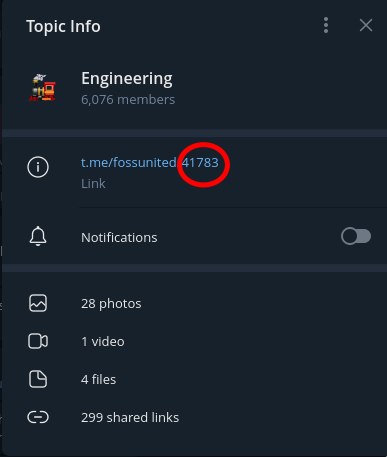 Topic Info
Engineering
6,076 members
t.me/fossunited/41783
Link
Notifications
28 photos
1 video
4 files
299 shared links